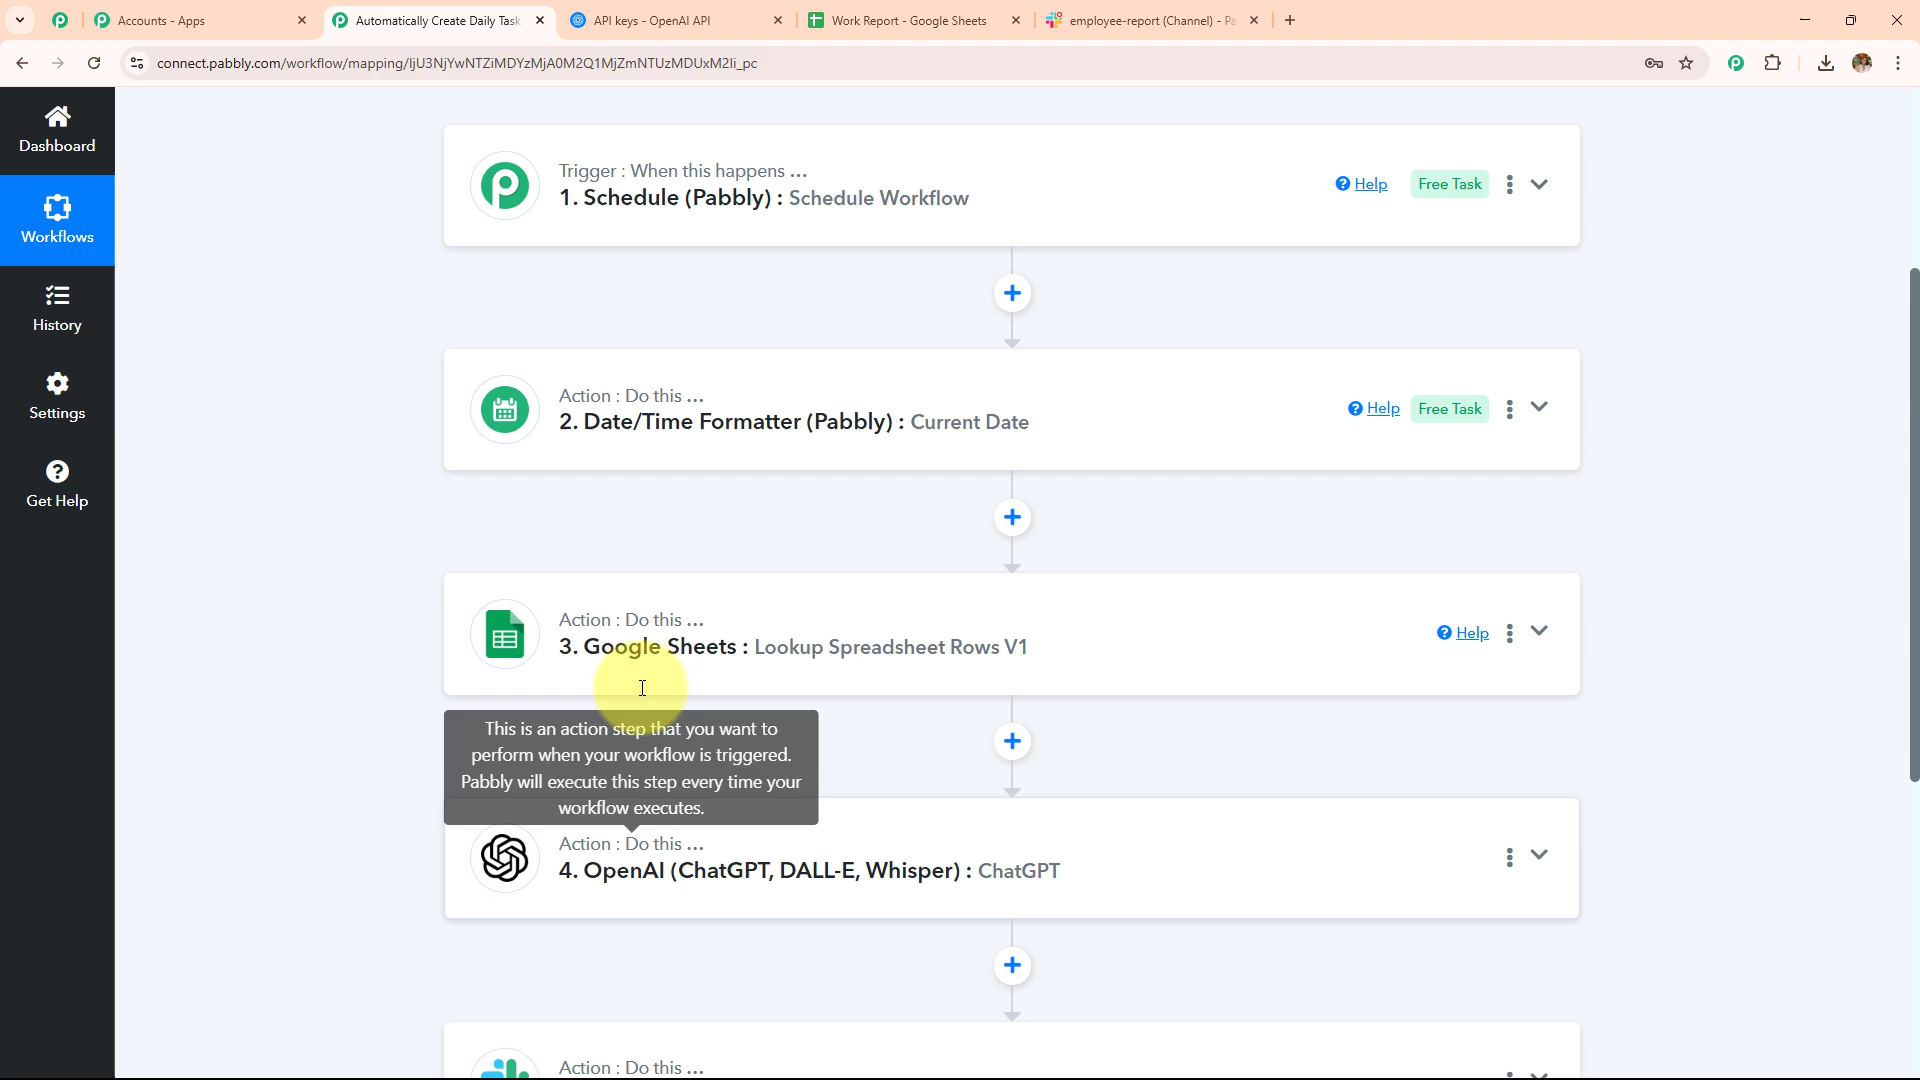 Accounts - Apps
Automatically Create Daily Task
API keys - OpenAI API
Work Report - Google Sheets
employee-report (Channel) - Pa
connect.pabbly.com/workflow/mapping/IjU3NjYwNTZiMDYzMjA0M2Q1MjZmNTUzMDUxM2Ii_pc
Dashboard
Workflows
History
Settings
Get Help
Trigger : When this happens ...
1. Schedule (Pabbly) : Schedule Workflow
Help
Free Task
Action : Do this ...
2. Date/Time Formatter (Pabbly) : Current Date
Help
Free Task
Action : Do this ...
3. Google Sheets : Lookup Spreadsheet Rows V1
Help
This is an action step that you want to
perform when your workflow is triggered.
Pabbly will execute this step every time your
workflow executes.
Action : Do this ...
4. OpenAI (ChatGPT, DALL-E, Whisper) : ChatGPT
Action : Do this ...